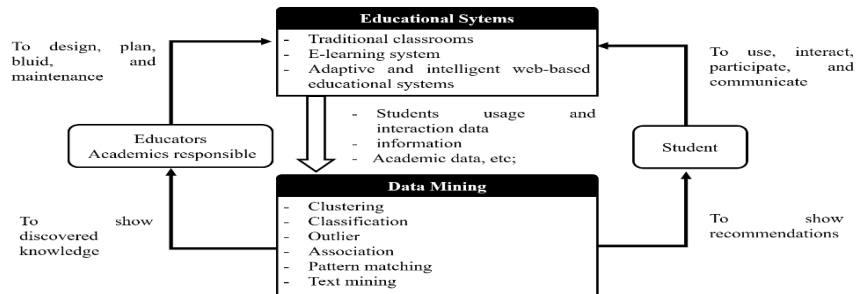 Educational Sytems
- Traditional classrooms
- E-learning system
- Adaptive and intelligent web-based
educational systems
To design, plan,
bluid, and
maintenance
To use, interact,
participate, and
communicate
- Students usage and
interaction data
- information
- Academic data, etc;
Educators
Academics responsible
Student
Data Mining
- Clustering
- Classification
- Outlier
- Association
- Pattern matching
- Text mining
To show
discovered
knowledge
To show
recommendations